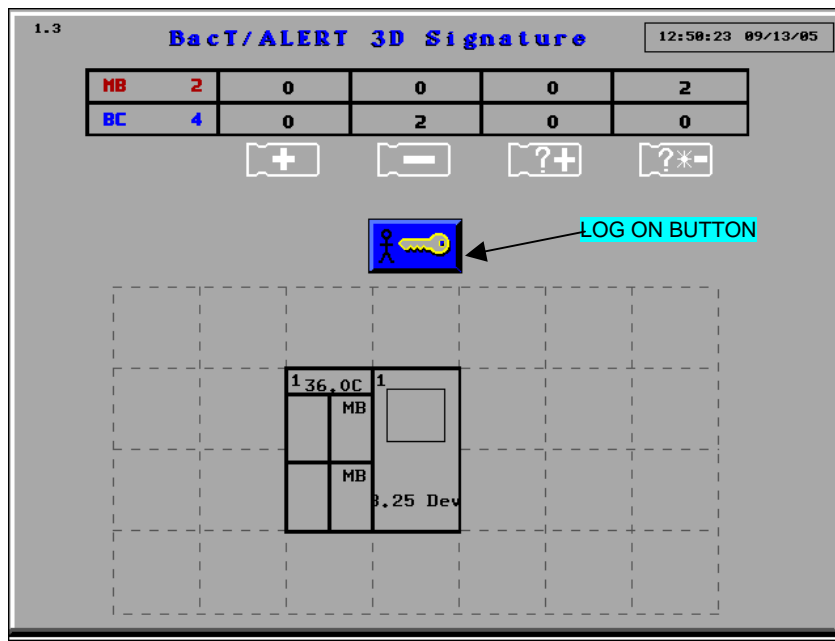 1.3
BacT/ALERT 3D Signature
12:50:23 09/13/05
MB 2 0 0 0 2
BC 4 0 2 0 0
+ − ?+ ?*-
LOG ON BUTTON
1 36.0C 1
MB
MB
3.25 Dev